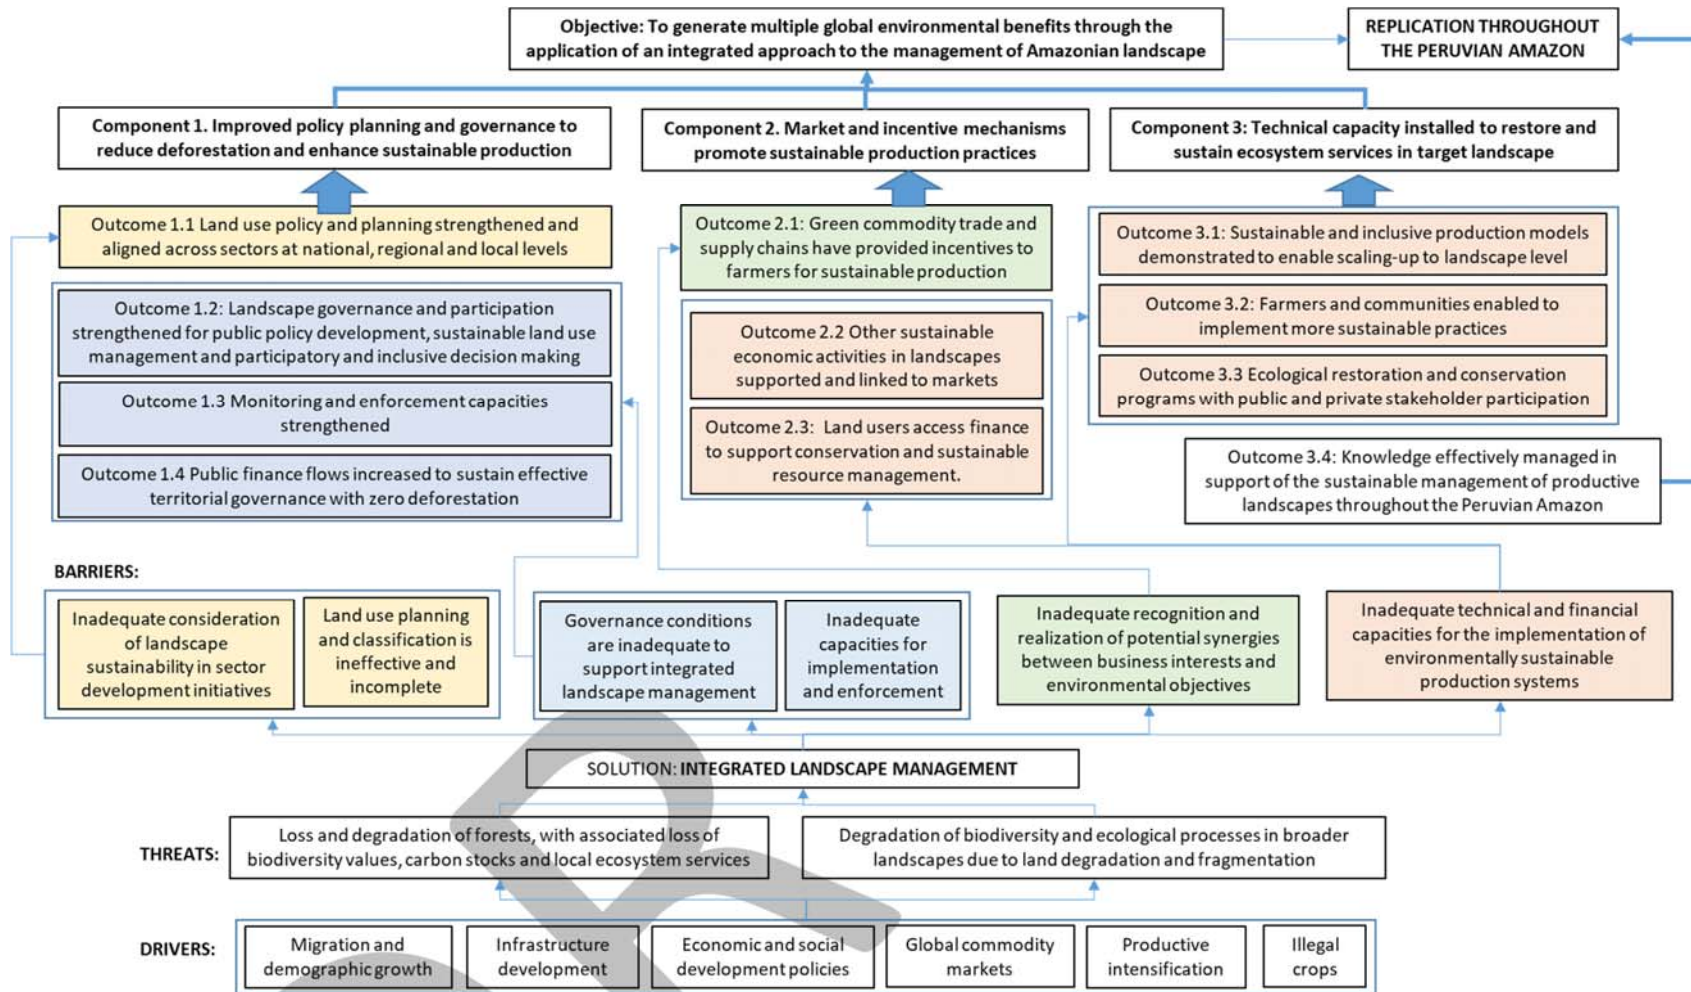 Objective: To generate multiple global environmental benefits through the
application of an integrated approach to the management of Amazonian landscape
REPLICATION THROUGHOUT
THE PERUVIAN AMAZON
Component 1. Improved policy planning and governance to
reduce deforestation and enhance sustainable production
Component 2. Market and incentive mechanisms
promote sustainable production practices
Component 3: Technical capacity installed to restore and
sustain ecosystem services in target landscape
Outcome 1.1 Land use policy and planning strengthened and
aligned across sectors at national, regional and local levels
Outcome 1.2: Landscape governance and participation
strengthened for public policy development, sustainable land use
management and participatory and inclusive decision making
Outcome 1.3 Monitoring and enforcement capacities
strengthened
Outcome 1.4 Public finance flows increased to sustain effective
territorial governance with zero deforestation
Outcome 2.1: Green commodity trade and
supply chains have provided incentives to
farmers for sustainable production
Outcome 2.2 Other sustainable
economic activities in landscapes
supported and linked to markets
Outcome 2.3: Land users access finance
to support conservation and sustainable
resource management.
Outcome 3.1: Sustainable and inclusive production models
demonstrated to enable scaling-up to landscape level
Outcome 3.2: Farmers and communities enabled to
implement more sustainable practices
Outcome 3.3 Ecological restoration and conservation
programs with public and private stakeholder participation
Outcome 3.4: Knowledge effectively managed in
support of the sustainable management of productive
landscapes throughout the Peruvian Amazon
BARRIERS:
Inadequate consideration
of landscape
sustainability in sector
development initiatives
Land use planning
and classification is
ineffective and
incomplete
Governance conditions
are inadequate to
support integrated
landscape management
Inadequate
capacities for
implementation
and enforcement
Inadequate recognition and
realization of potential synergies
between business interests and
environmental objectives
Inadequate technical and financial
capacities for the implementation of
environmentally sustainable
production systems
SOLUTION: INTEGRATED LANDSCAPE MANAGEMENT
THREATS:
Loss and degradation of forests, with associated loss of
biodiversity values, carbon stocks and local ecosystem services
Degradation of biodiversity and ecological processes in broader
landscapes due to land degradation and fragmentation
DRIVERS:
Migration and
demographic growth
Infrastructure
development
Economic and social
development policies
Global commodity
markets
Productive
intensification
Illegal
crops